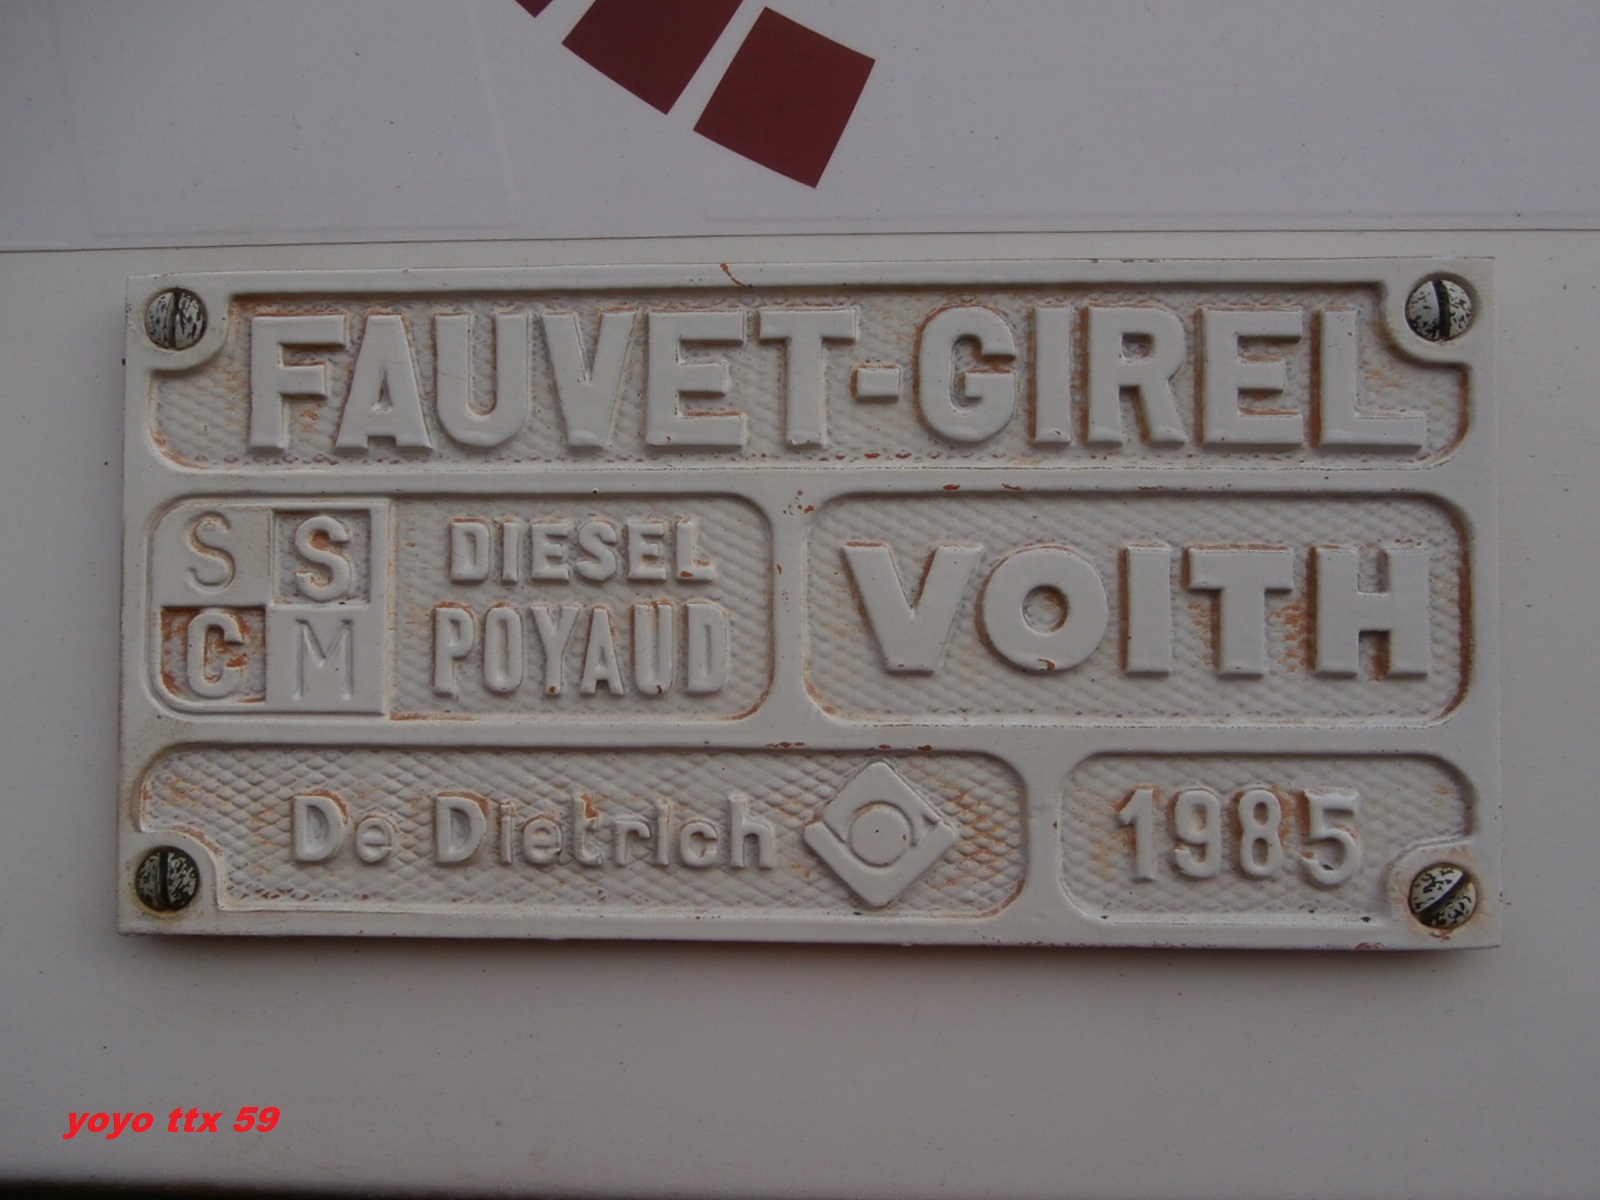 FAUVET-GIREL
S S
C M
DIESEL
POYAUD
VOITH
De Dietrich
1985
yoyo ttx 59